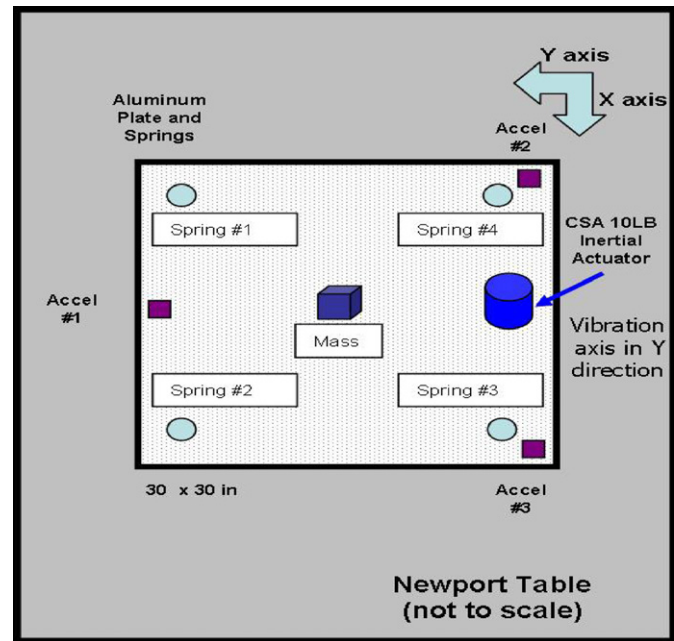 Y axis
X axis
Aluminum
Plate and
Springs
Accel
#2
Spring #1
Spring #4
CSA 10LB
Inertial
Actuator
Accel
#1
Mass
Vibration
axis in Y
direction
Spring #2
Spring #3
30 x 30 in
Accel
#3
Newport Table
(not to scale)